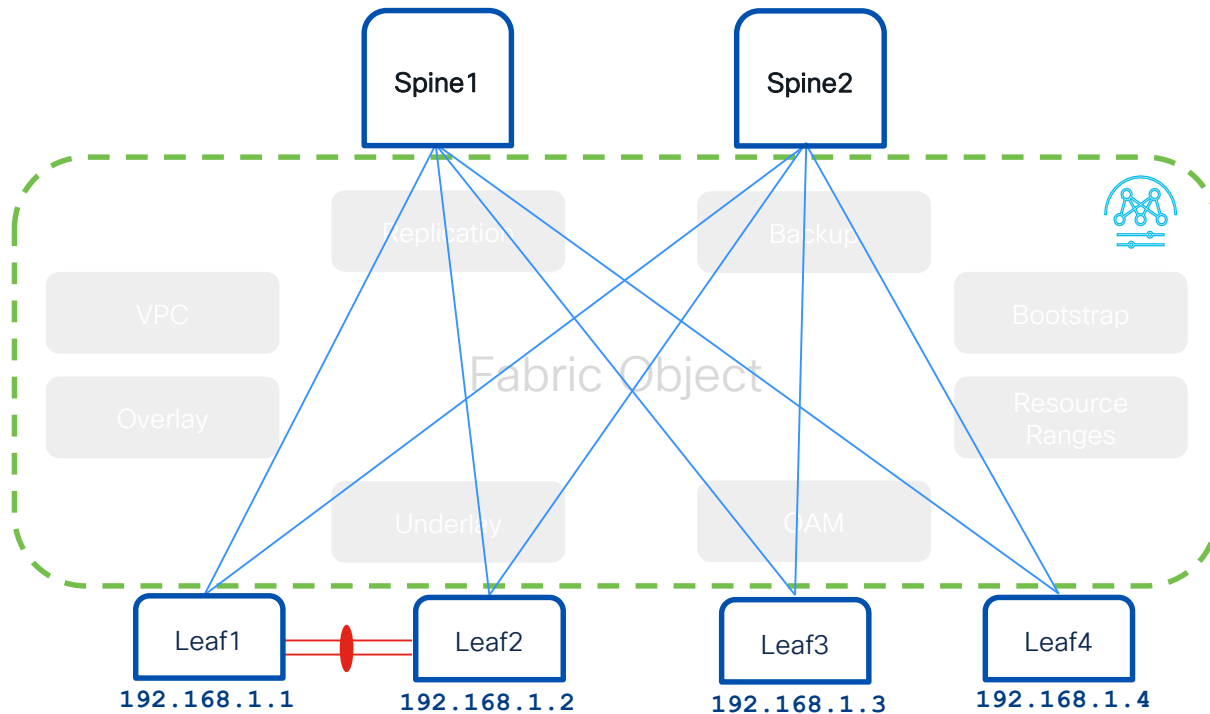 Spine1
Spine2
Replication
Backup
VPC
Bootstrap
Fabric Object
Overlay
Resource
Ranges
Underlay
OAM
Leaf1
Leaf2
Leaf3
Leaf4
192.168.1.1
192.168.1.2
192.168.1.3
192.168.1.4